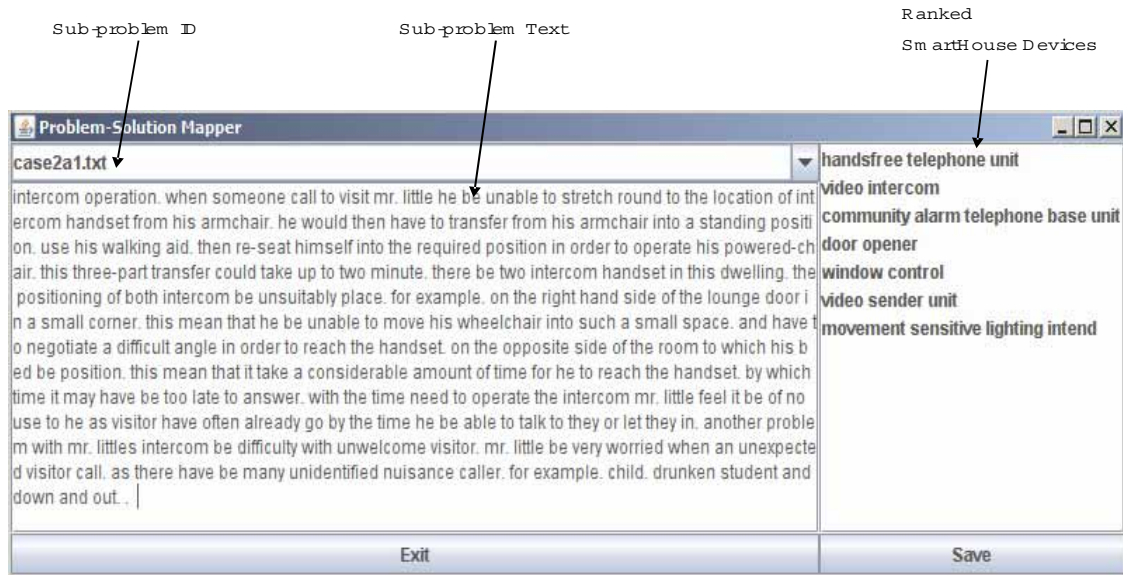 Sub-problem ID
Sub-problem Text
Ranked
SmartHouse Devices
Problem-Solution Mapper
case2a1.txt
intercom operation. when someone call to visit mr. little he be unable to stretch round to the location of int
ercom handset from his armchair. he would then have to transfer from his armchair into a standing positi
on. use his walking aid. then re-seat himself into the required position in order to operate his powered-ch
air. this three-part transfer could take up to two minute. there be two intercom handset in this dwelling. the
positioning of both intercom be unsuitably place. for example. on the right hand side of the lounge door i
n a small corner. this mean that he be unable to move his wheelchair into such a small space. and have t
o negotiate a difficult angle in order to reach the handset. on the opposite side of the room to which his b
ed be position. this mean that it take a considerable amount of time for he to reach the handset. by which
time it may have be too late to answer. with the time need to operate the intercom mr. little feel it be of no
use to he as visitor have often already go by the time he be able to talk to they or let they in. another proble
m with mr. littles intercom be difficulty with unwelcome visitor. mr. little be very worried when an unexpecte
d visitor call. as there have be many unidentified nuisance caller. for example. child. drunken student and
down and out. .
handsfree telephone unit
video intercom
community alarm telephone base unit
door opener
window control
video sender unit
movement sensitive lighting intend
Exit
Save